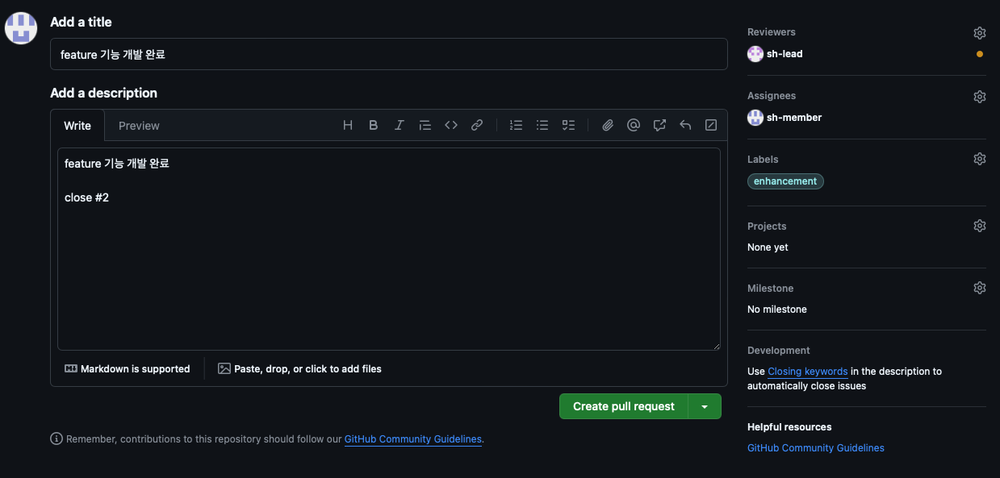 Add a title
feature 기능 개발 완료
Add a description
Write
Preview
feature 기능 개발 완료
close #2
Markdown is supported
Paste, drop, or click to add files
Create pull request
Remember, contributions to this repository should follow our GitHub Community Guidelines.
Reviewers
sh-lead
Assignees
sh-member
Labels
enhancement
Projects
None yet
Milestone
No milestone
Development
Use Closing keywords in the description to
automatically close issues
Helpful resources
GitHub Community Guidelines